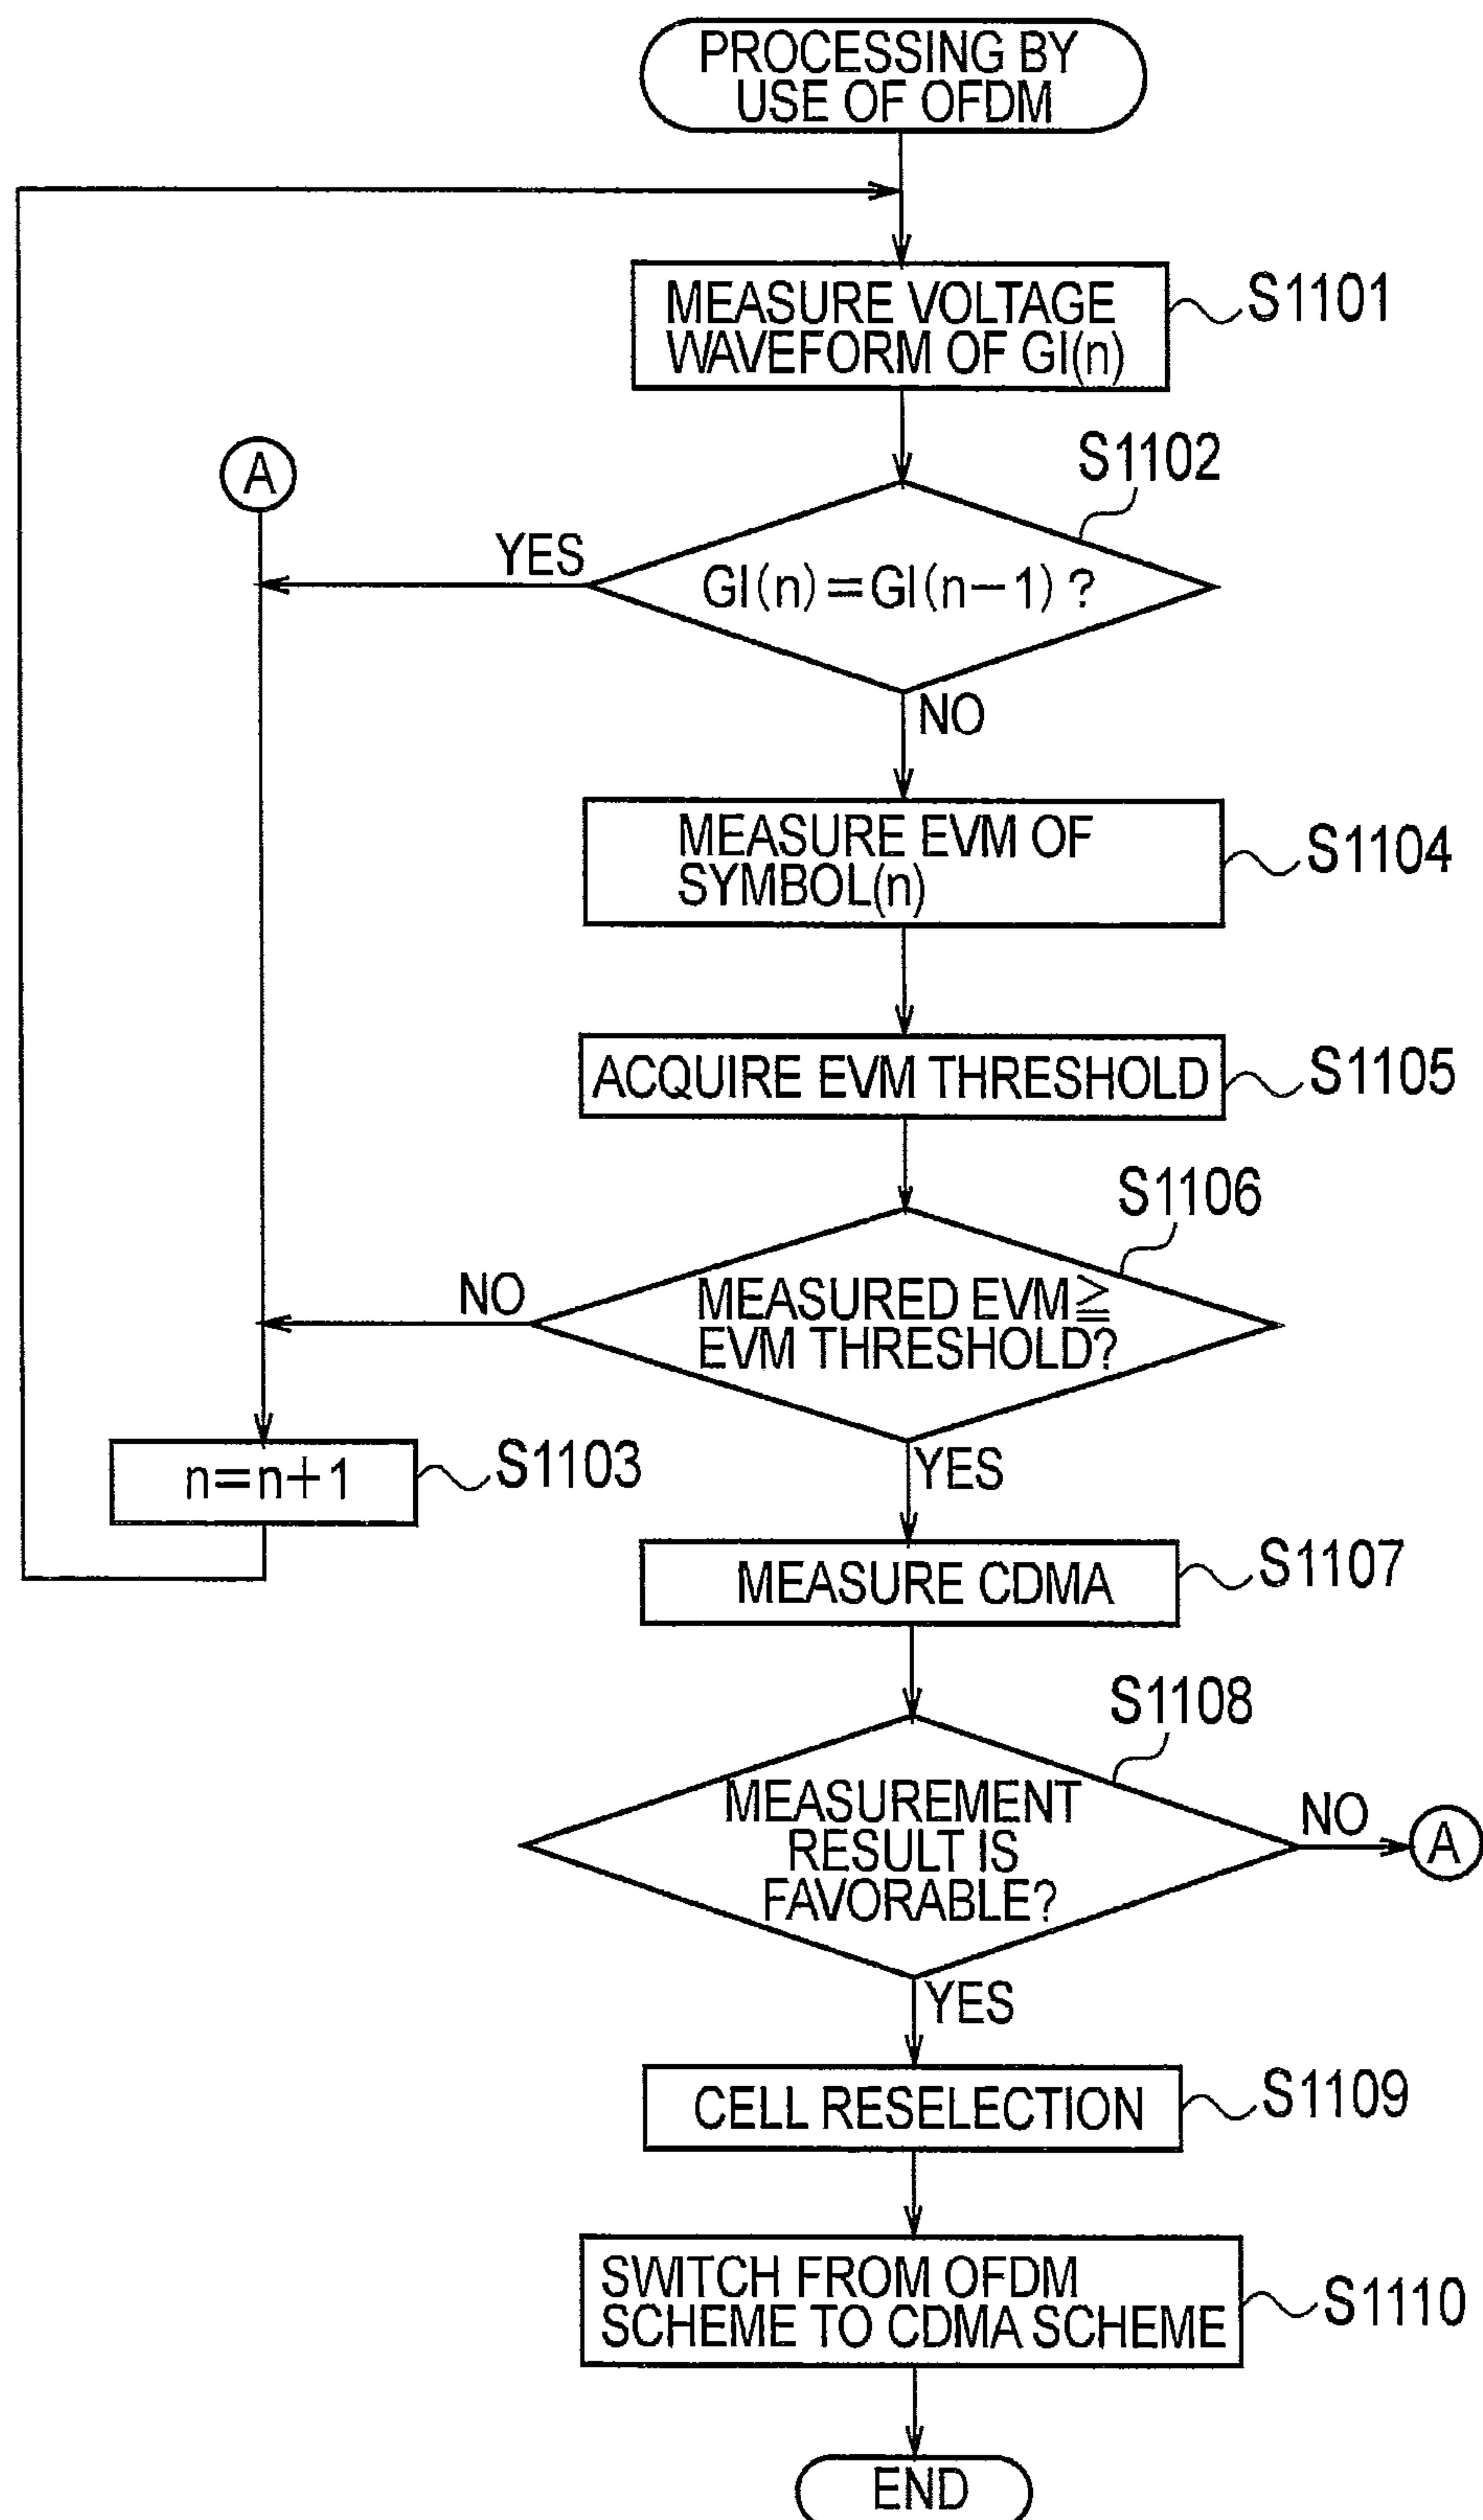 PROCESSING BY
USE OF OFDM
MEASURE VOLTAGE
WAVEFORM OF GI(n)
S1101
A
S1102
YES
GI(n)=GI(n-1)?
NO
MEASURE EVM OF
SYMBOL(n)
S1104
ACQUIRE EVM THRESHOLD
S1105
S1106
NO
MEASURED EVM≧
EVM THRESHOLD?
YES
n=n+1
S1103
MEASURE CDMA
S1107
S1108
MEASUREMENT
RESULT IS
FAVORABLE?
NO
A
YES
CELL RESELECTION
S1109
SWITCH FROM OFDM
SCHEME TO CDMA SCHEME
S1110
END